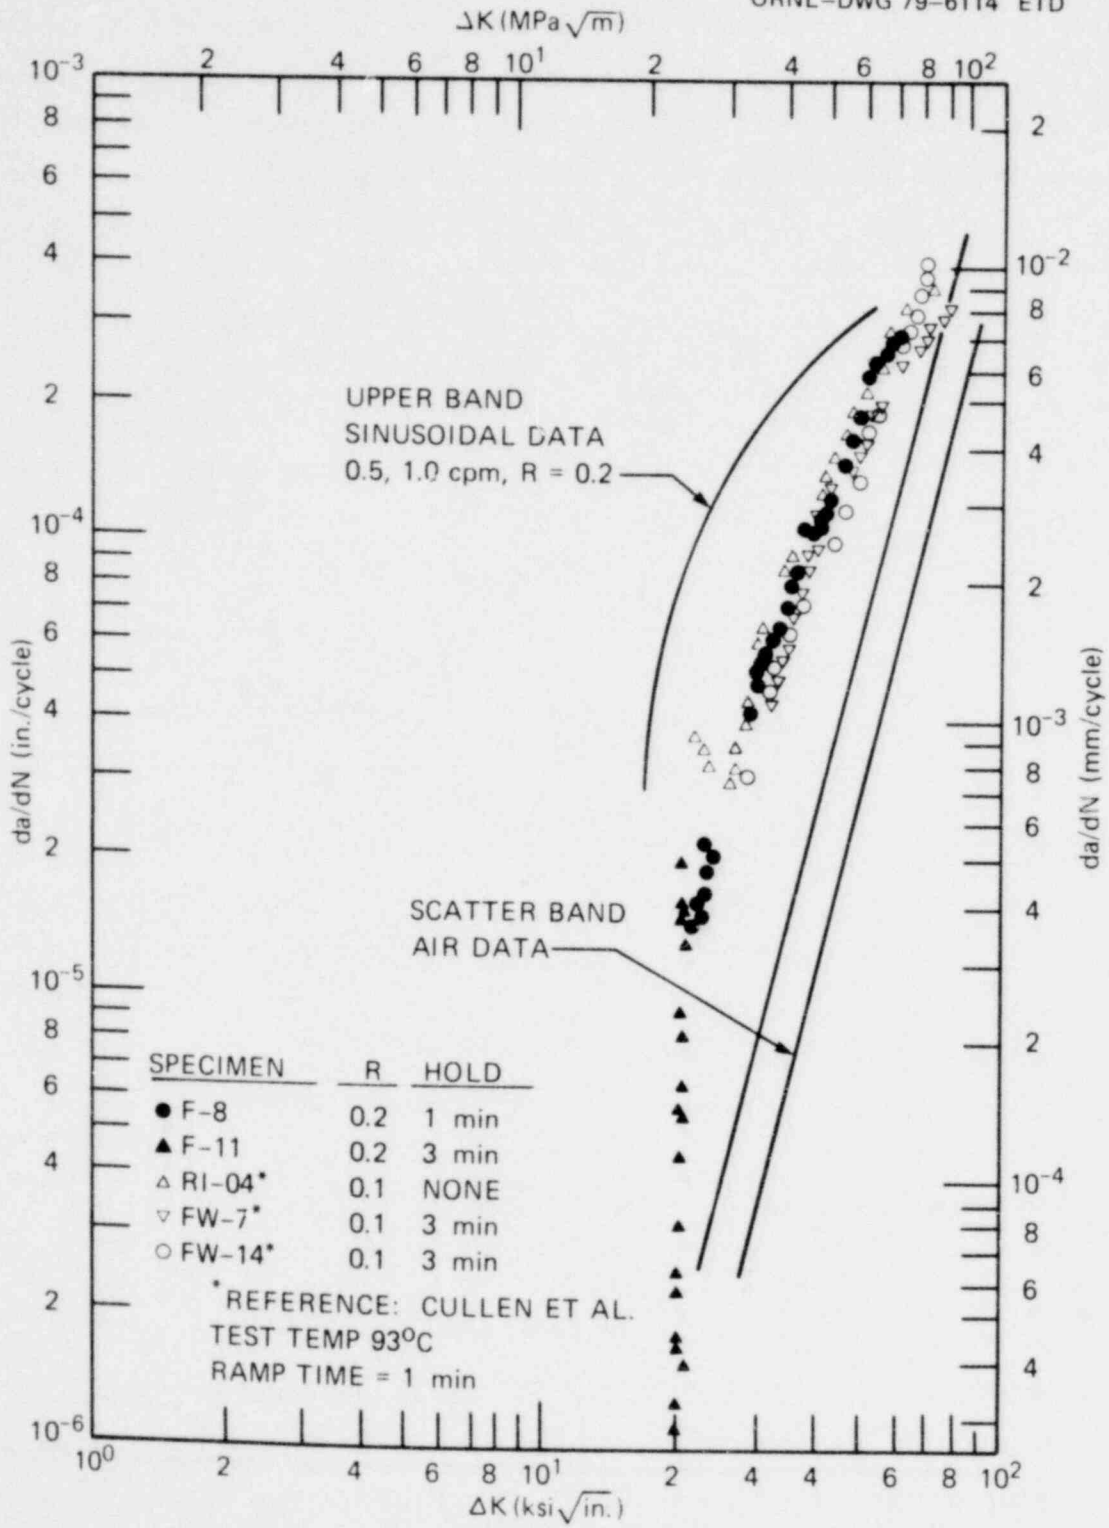 ORNL-DWG 79-6114 ETD
ΔK (MPa √m)
2 4 6 8 10¹ 2 4 6 8 10²
10⁻³
8
6
4
2
10⁻⁴
8
6
4
2
10⁻⁵
8
6
4
2
10⁻⁶
da/dN (in./cycle)
2
10⁻²
8
6
4
2
10⁻³
8
6
4
2
10⁻⁴
8
6
4
da/dN (mm/cycle)
UPPER BAND
SINUSOIDAL DATA
0.5, 1.0 cpm, R = 0.2
SCATTER BAND
AIR DATA
SPECIMEN R HOLD
● F-8 0.2 1 min
▲ F-11 0.2 3 min
△ RI-04* 0.1 NONE
▽ FW-7* 0.1 3 min
○ FW-14* 0.1 3 min
*REFERENCE: CULLEN ET AL.
TEST TEMP 93°C
RAMP TIME = 1 min
10⁰ 2 4 6 8 10¹ 2 4 4 6 8 10²
ΔK (ksi √in.)